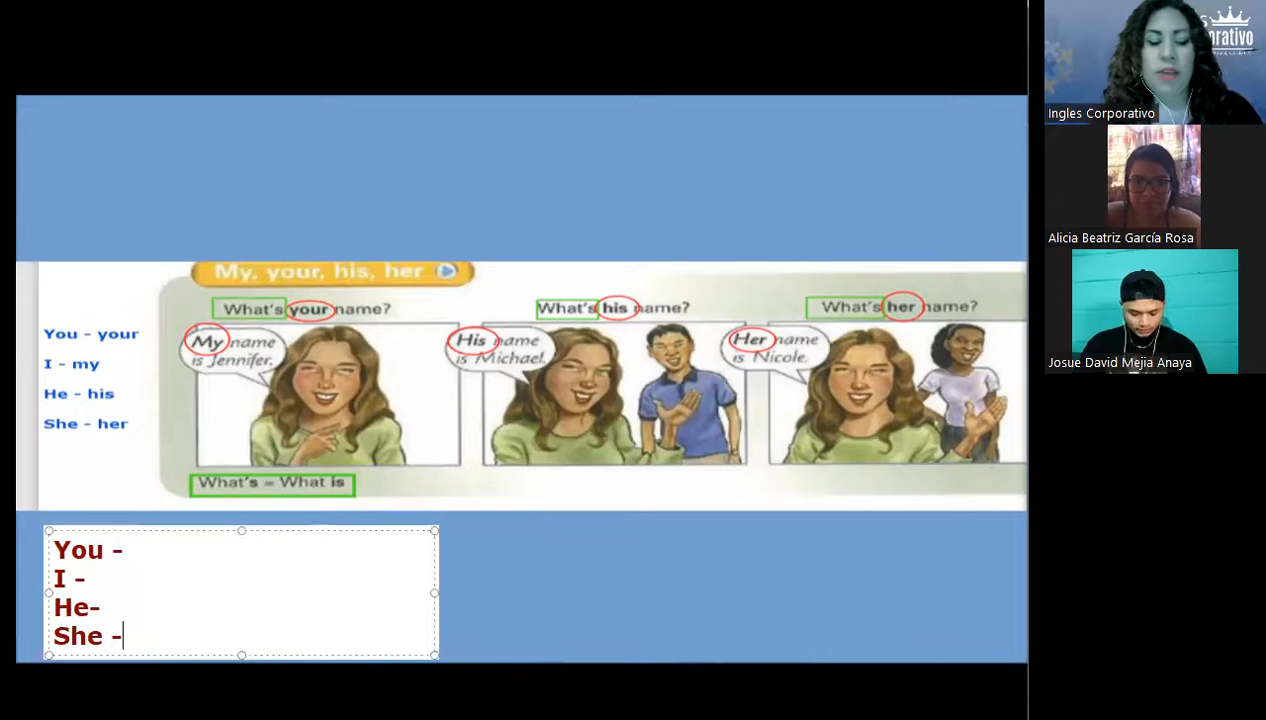 My, your, his, her
What's your name?
My name
is Jennifer.
What's his name?
His name
is Michael.
What's her name?
Her name
is Nicole.
You - your
I - my
He - his
She - her
What's = What is
You -
I -
He-
She -
Ingles Corporativo
Alicia Beatriz García Rosa
Josue David Mejia Anaya